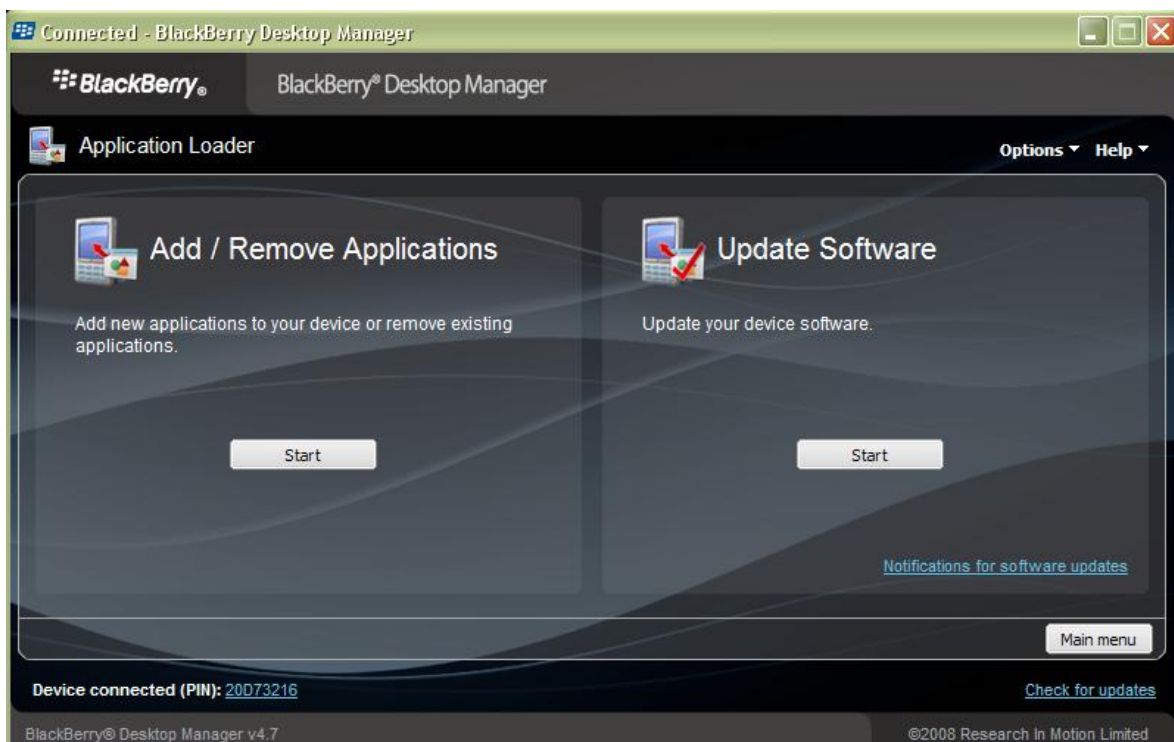 Connected - BlackBerry Desktop Manager
BlackBerry®
BlackBerry® Desktop Manager
Application Loader
Options Help
Add / Remove Applications
Add new applications to your device or remove existing
applications.
Start
Update Software
Update your device software.
Start
Notifications for software updates
Main menu
Device connected (PIN): 20D73216
Check for updates
BlackBerry® Desktop Manager v4.7
©2008 Research In Motion Limited